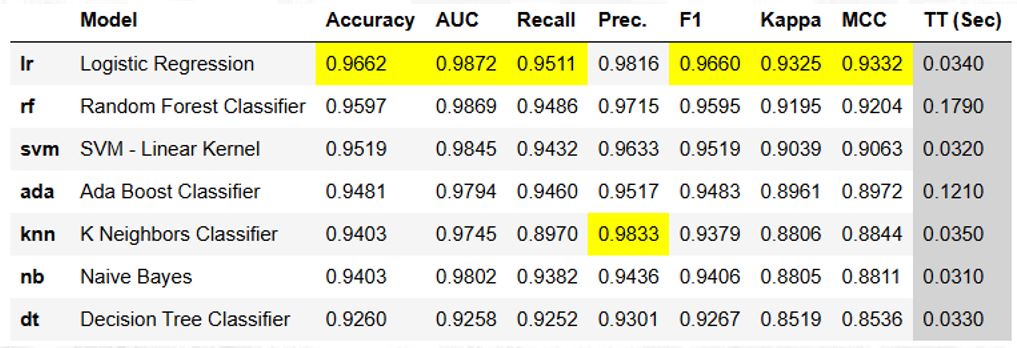 Model Accuracy AUC Recall Prec. F1 Kappa MCC TT (Sec)
lr Logistic Regression 0.9662 0.9872 0.9511 0.9816 0.9660 0.9325 0.9332 0.0340
rf Random Forest Classifier 0.9597 0.9869 0.9486 0.9715 0.9595 0.9195 0.9204 0.1790
svm SVM - Linear Kernel 0.9519 0.9845 0.9432 0.9633 0.9519 0.9039 0.9063 0.0320
ada Ada Boost Classifier 0.9481 0.9794 0.9460 0.9517 0.9483 0.8961 0.8972 0.1210
knn K Neighbors Classifier 0.9403 0.9745 0.8970 0.9833 0.9379 0.8806 0.8844 0.0350
nb Naive Bayes 0.9403 0.9802 0.9382 0.9436 0.9406 0.8805 0.8811 0.0310
dt Decision Tree Classifier 0.9260 0.9258 0.9252 0.9301 0.9267 0.8519 0.8536 0.0330